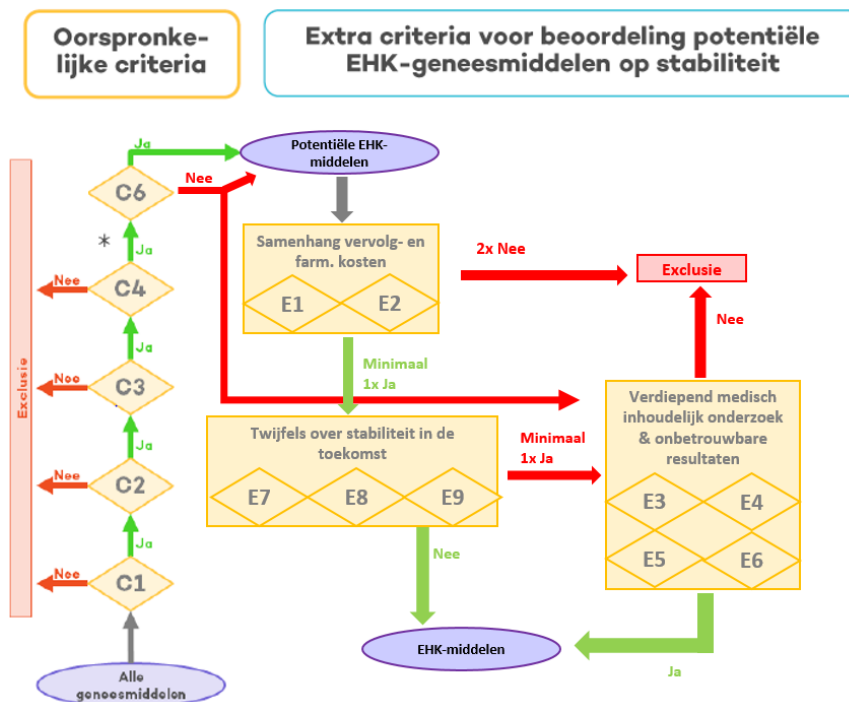 Oorspronke-
lijke criteria
Extra criteria voor beoordeling potentiële
EHK-geneesmiddelen op stabiliteit
Ja
Potentiële EHK-
middelen
Nee
C6
*
Ja
Samenhang vervolg- en
farm. kosten
E1
E2
2x Nee
Exclusie
Nee
C4
Nee
Ja
Minimaal
1x Ja
Nee
C3
Exclusie
Verdiepend medisch
inhoudelijk onderzoek
& onbetrouwbare
resultaten
E3
E4
E5
E6
Ja
Twijfels over stabiliteit in de
toekomst
E7
E8
E9
Minimaal
1x Ja
Nee
C2
Ja
Nee
Nee
C1
EHK-middelen
Ja
Alle
geneesmiddelen